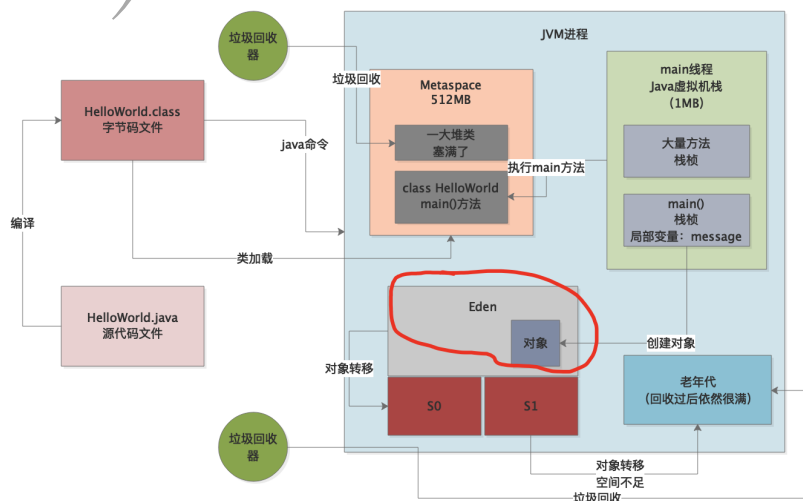 垃圾回收
器
JVM进程
垃圾回收
Metaspace
512MB
main线程
Java虚拟机栈
（1MB）
HelloWorld.class
字节码文件
一大堆类
塞满了
大量方法
栈桢
java命令
执行main方法
class HelloWorld
main()方法
main()
栈桢
局部变量：message
编译
类加载
HelloWorld.java
源代码文件
Eden
对象
创建对象
对象转移
老年代
（回收过后依然很满）
S0
S1
垃圾回收
器
对象转移
空间不足
垃圾回收